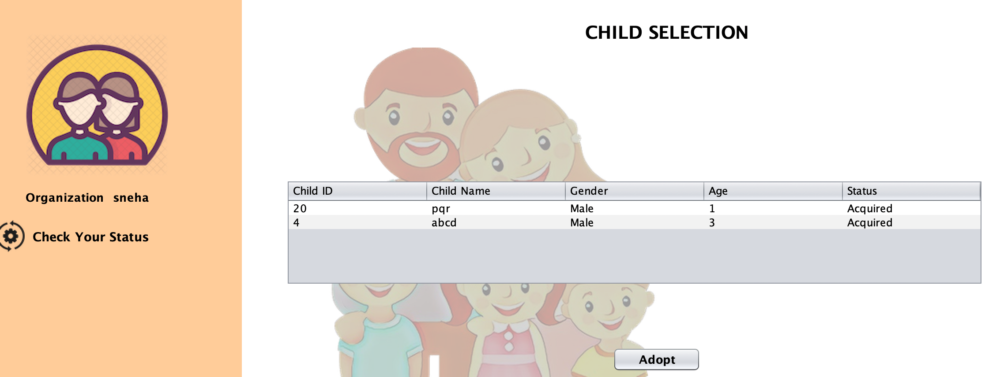 CHILD SELECTION
Organization sneha
Check Your Status
Child ID Child Name Gender Age Status
20 pqr Male 1 Acquired
4 abcd Male 3 Acquired
Adopt